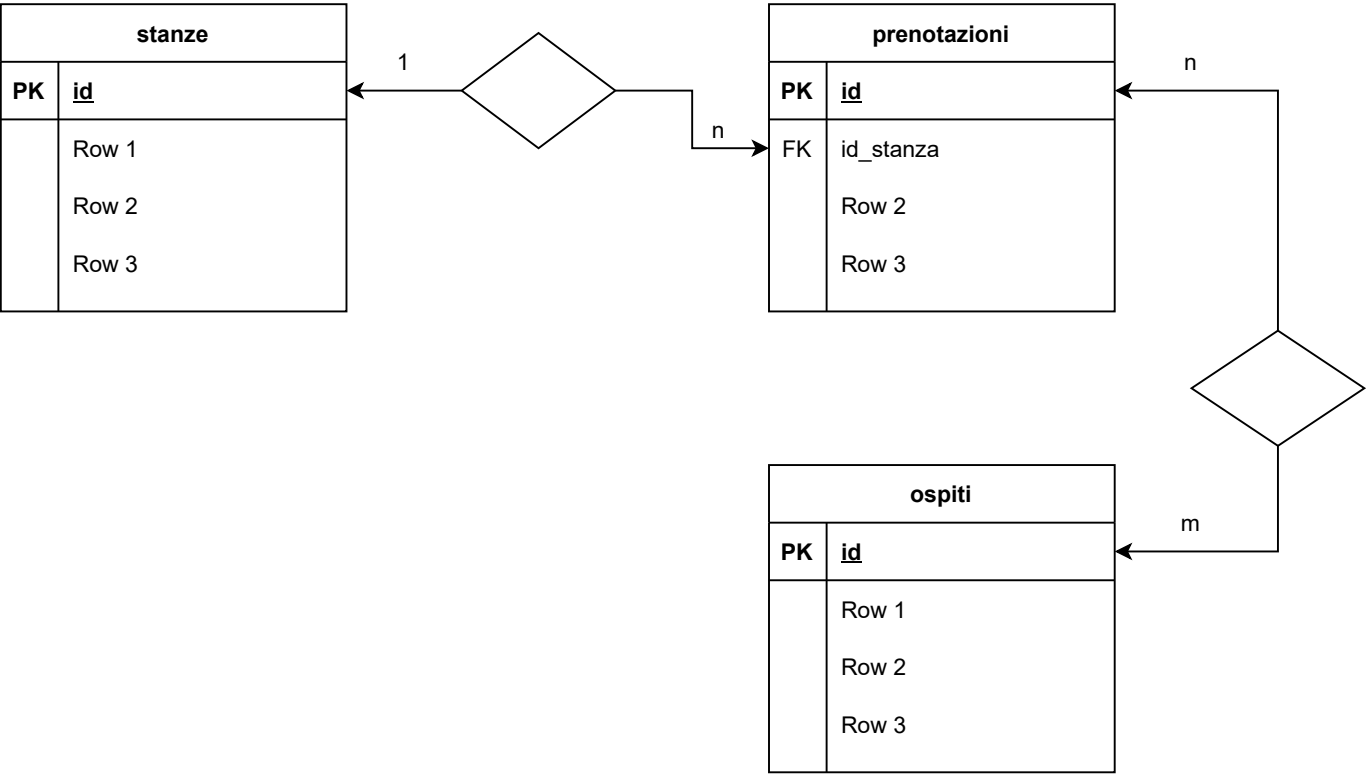 stanze
PK id
Row 1
Row 2
Row 3
1
n
prenotazioni
PK id
FK id_stanza
Row 2
Row 3
n
m
ospiti
PK id
Row 1
Row 2
Row 3